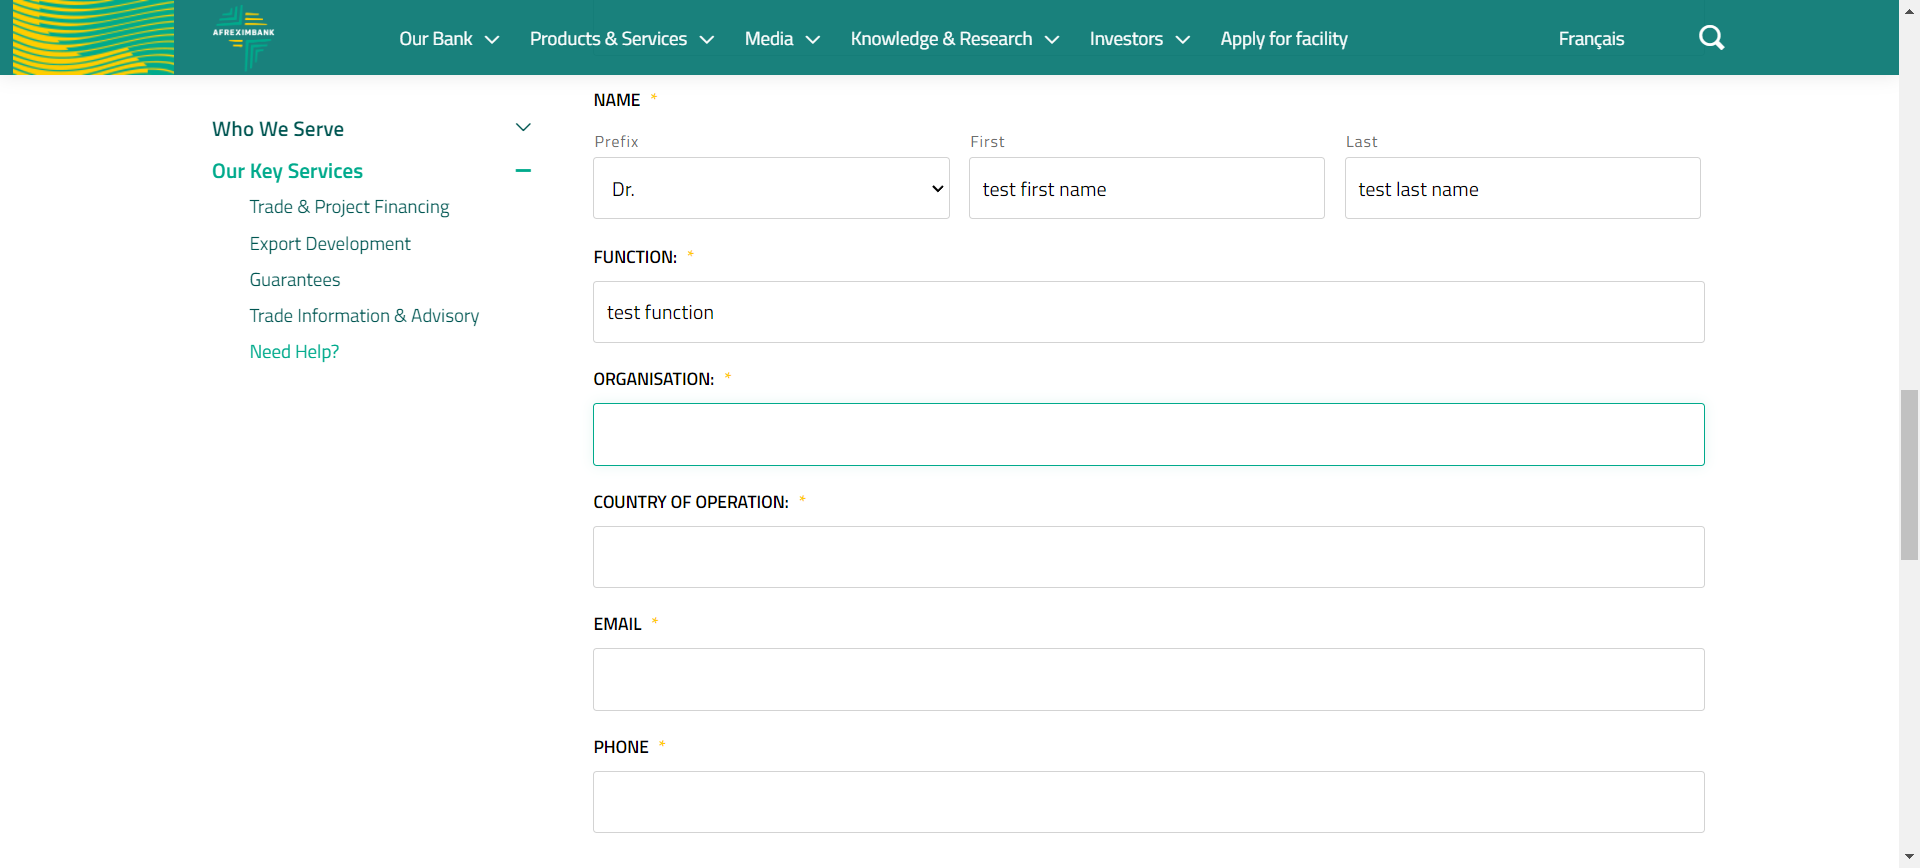 AFREXIMBANK
Our Bank
Products & Services
Media
Knowledge & Research
Investors
Apply for facility
Français
Who We Serve
Our Key Services
Trade & Project Financing
Export Development
Guarantees
Trade Information & Advisory
Need Help?
NAME *
Prefix
First
Last
Dr.
test first name
test last name
FUNCTION: *
test function
ORGANISATION: *
COUNTRY OF OPERATION: *
EMAIL *
PHONE *